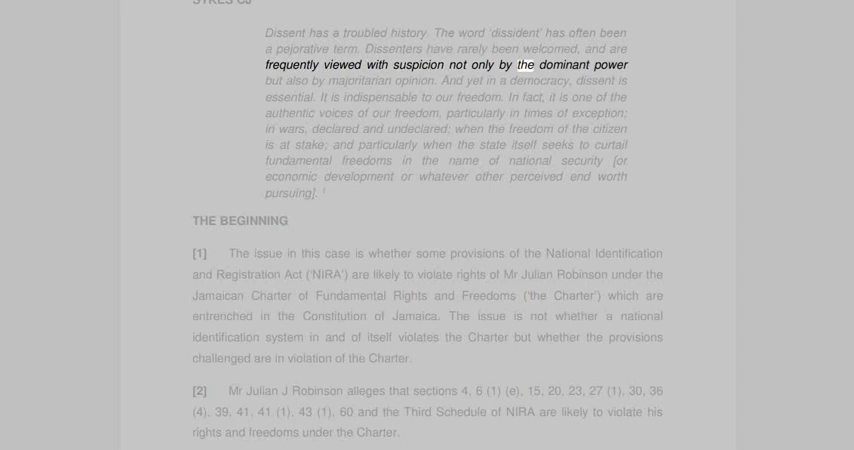 SYKES CJ
Dissent has a troubled history. The word 'dissident' has often been
a pejorative term. Dissenters have rarely been welcomed, and are
frequently viewed with suspicion not only by the dominant power
but also by majoritarian opinion. And yet in a democracy, dissent is
essential. It is indispensable to our freedom. In fact, it is one of the
authentic voices of our freedom, particularly in times of exception;
in wars, declared and undeclared; when the freedom of the citizen
is at stake; and particularly when the state itself seeks to curtail
fundamental freedoms in the name of national security [or
economic development or whatever other perceived end worth
pursuing]. 1
THE BEGINNING
[1] The issue in this case is whether some provisions of the National Identification
and Registration Act ('NIRA') are likely to violate rights of Mr Julian Robinson under the
Jamaican Charter of Fundamental Rights and Freedoms ('the Charter') which are
entrenched in the Constitution of Jamaica. The issue is not whether a national
identification system in and of itself violates the Charter but whether the provisions
challenged are in violation of the Charter.
[2] Mr Julian J Robinson alleges that sections 4, 6 (1) (e), 15, 20, 23, 27 (1), 30, 36
(4), 39, 41, 41 (1), 43 (1), 60 and the Third Schedule of NIRA are likely to violate his
rights and freedoms under the Charter.